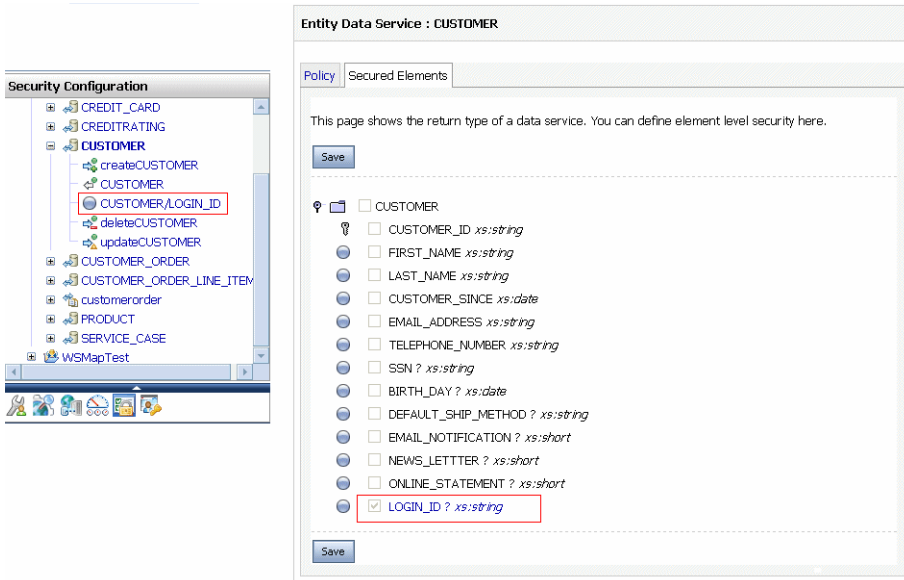 Security Configuration
CREDIT_CARD
CREDITRATING
CUSTOMER
createCUSTOMER
CUSTOMER
CUSTOMER/LOGIN_ID
deleteCUSTOMER
updateCUSTOMER
CUSTOMER_ORDER
CUSTOMER_ORDER_LINE_ITEM
customerorder
PRODUCT
SERVICE_CASE
WSMapTest
Entity Data Service : CUSTOMER
Policy Secured Elements
This page shows the return type of a data service. You can define element level security here.
Save
CUSTOMER
CUSTOMER_ID xs:string
FIRST_NAME xs:string
LAST_NAME xs:string
CUSTOMER_SINCE xs:date
EMAIL_ADDRESS xs:string
TELEPHONE_NUMBER xs:string
SSN ? xs:string
BIRTH_DAY ? xs:date
DEFAULT_SHIP_METHOD ? xs:string
EMAIL_NOTIFICATION ? xs:short
NEWS_LETTTER ? xs:short
ONLINE_STATEMENT ? xs:short
LOGIN_ID ? xs:string
Save